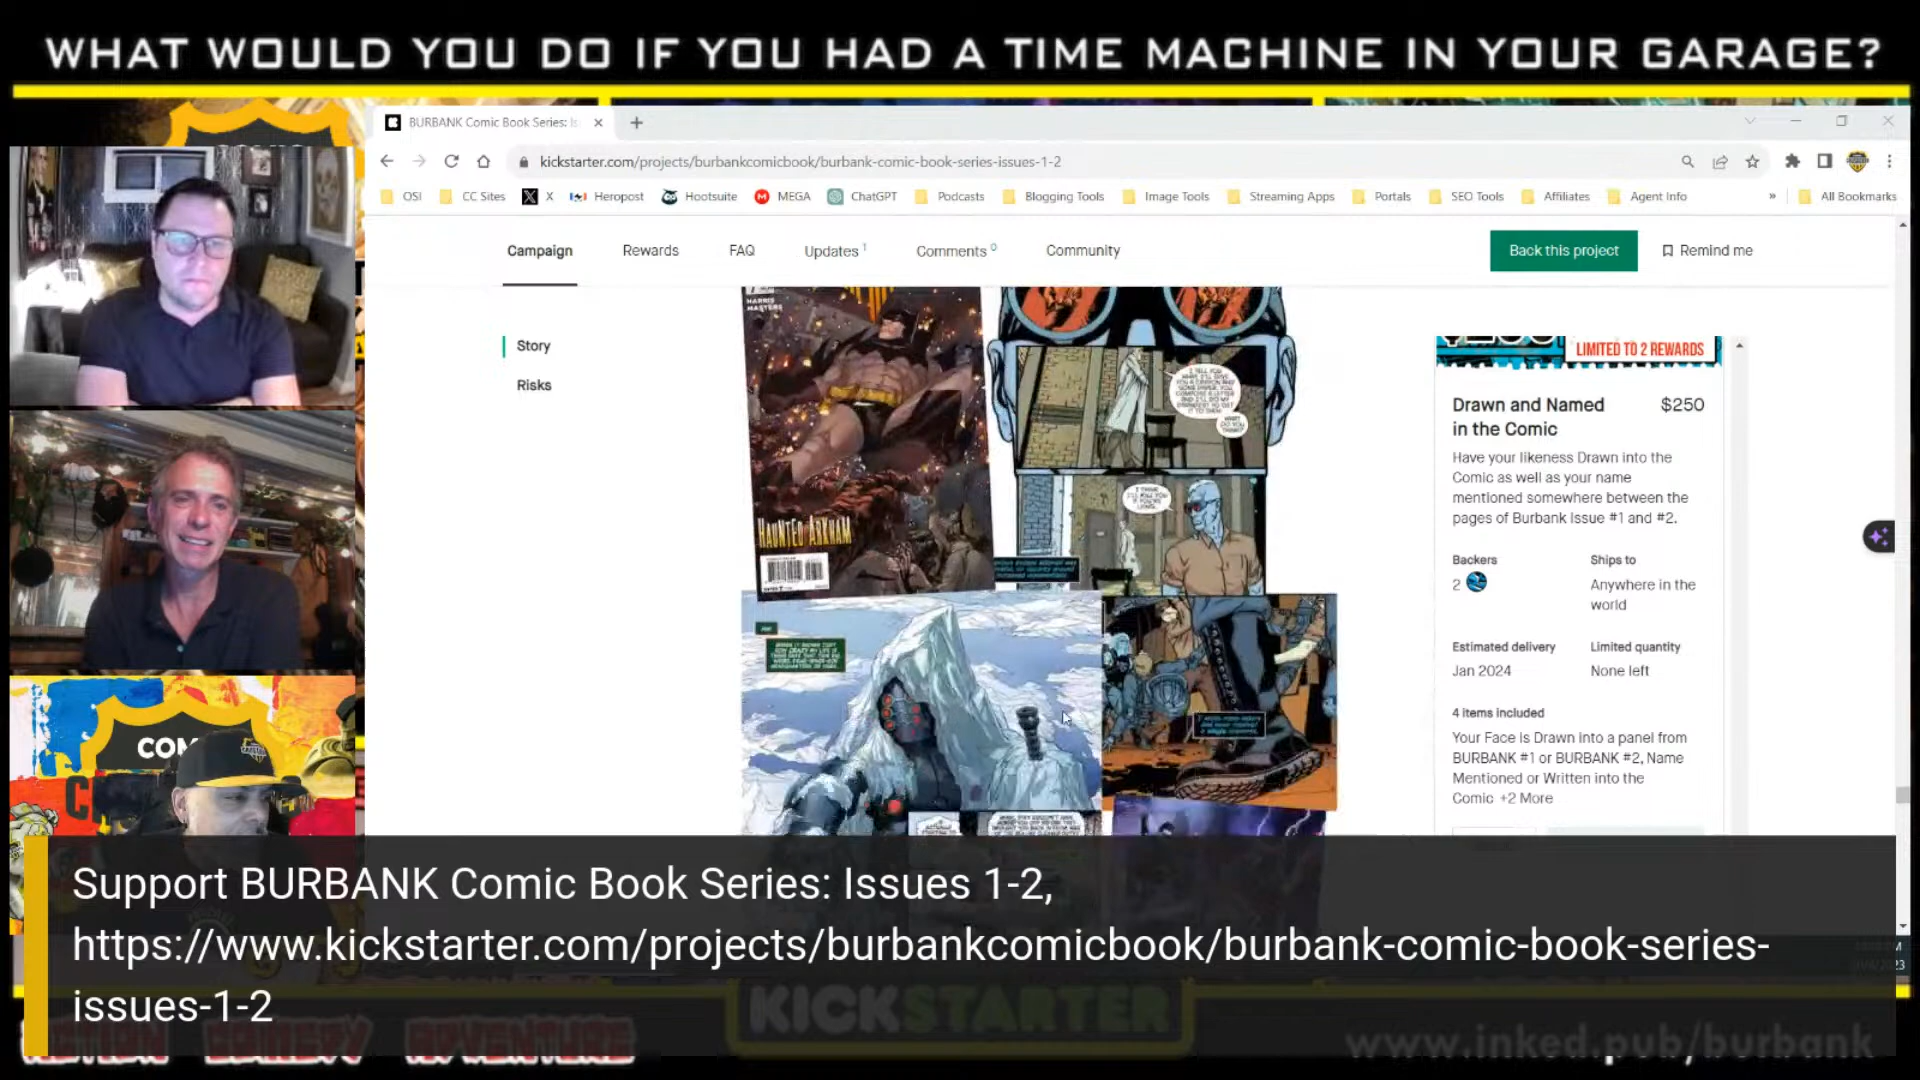 WHAT WOULD YOU DO IF YOU HAD A TIME MACHINE IN YOUR GARAGE?
BURBANK Comic Book Series: Is
kickstarter.com/projects/burbankcomicbook/burbank-comic-book-series-issues-1-2
OSI CC Sites X Heropost Hootsuite MEGA ChatGPT Podcasts Blogging Tools Image Tools Streaming Apps Portals SEO Tools Affiliates Agent Info » All Bookmarks
Campaign Rewards FAQ Updates 1 Comments 0 Community Back this project Remind me
Story
Risks
HARRIS
MASTERS
HAUNTED ARKHAM
LIMITED TO 2 REWARDS
Drawn and Named
in the Comic
$250
Have your likeness Drawn into the
Comic as well as your name
mentioned somewhere between the
pages of Burbank Issue #1 and #2.
Backers
2
Ships to
Anywhere in the
world
Estimated delivery
Jan 2024
Limited quantity
None left
4 items included
Your Face is Drawn into a panel from
BURBANK #1 or BURBANK #2, Name
Mentioned or Written into the
Comic +2 More
COM
Support BURBANK Comic Book Series: Issues 1-2,
https://www.kickstarter.com/projects/burbankcomicbook/burbank-comic-book-series-
issues-1-2
ACTION COMEDY ADVENTURE
KICKSTARTER
www.inked.pub/burbank